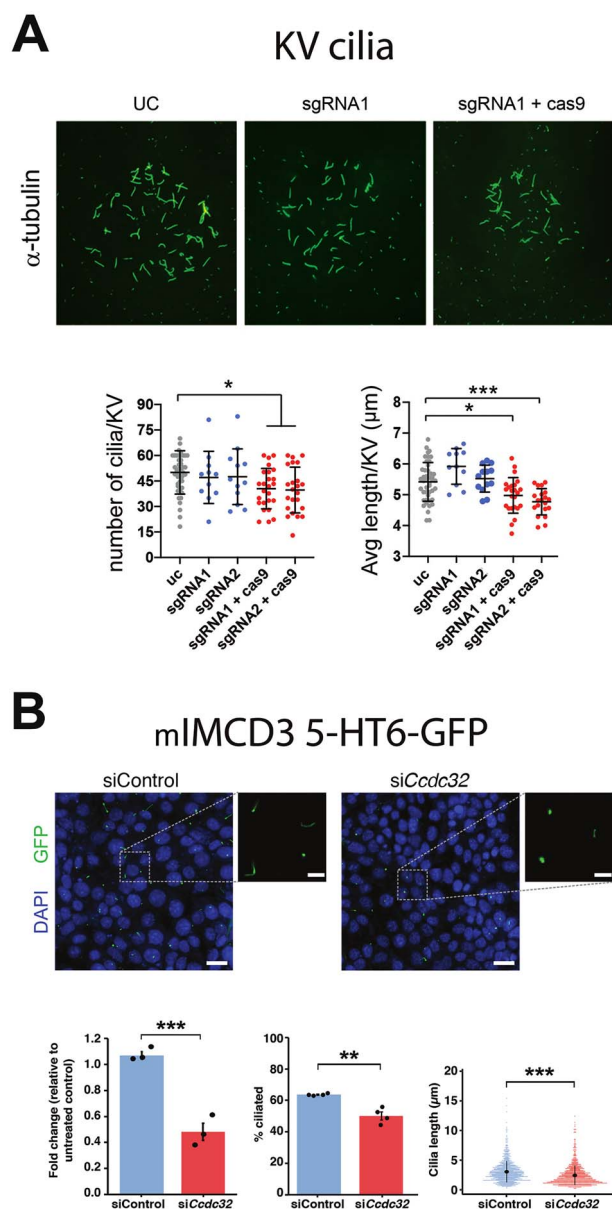 A
KV cilia
UC
sgRNA1
sgRNA1 + cas9
α-tubulin
*
number of cilia/KV
90
75
60
45
30
15
0
uc
sgRNA1
sgRNA2
sgRNA1 + cas9
sgRNA2 + cas9
***
*
Avg length/KV (μm)
8
7
6
5
4
3
uc
sgRNA1
sgRNA2
sgRNA1 + cas9
sgRNA2 + cas9
B
mIMCD3 5-HT6-GFP
siControl
siCcdc32
DAPI GFP
***
Fold change (relative to
untreated control)
1.2
1.0
0.8
0.6
0.4
0.2
0.0
siControl
siCcdc32
**
% ciliated
100
80
60
40
20
0
siControl
siCcdc32
***
Cilia length (μm)
20
15
10
5
0
siControl
siCcdc32